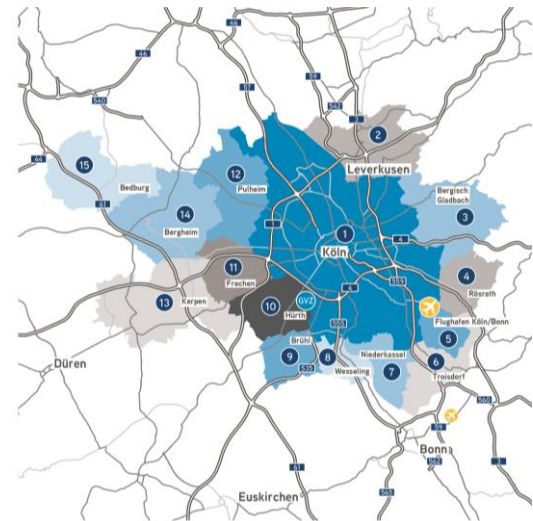 46
46
57
59
542
3
540
2
Leverkusen
44
15
Bedburg
12
Pulheim
Bergisch
Gladbach
3
61
14
Bergheim
1
1
Köln
4
4
11
Frechen
559
Rösrath
13
Kerpen
10
GVZ
Hürth
4
555
Flughafen Köln/Bonn
5
Brühl
9
8
Niederkassel
6
535
Wesseling
7
Troisdorf
Düren
560
59
Bonn
562
3
61
565
Euskirchen